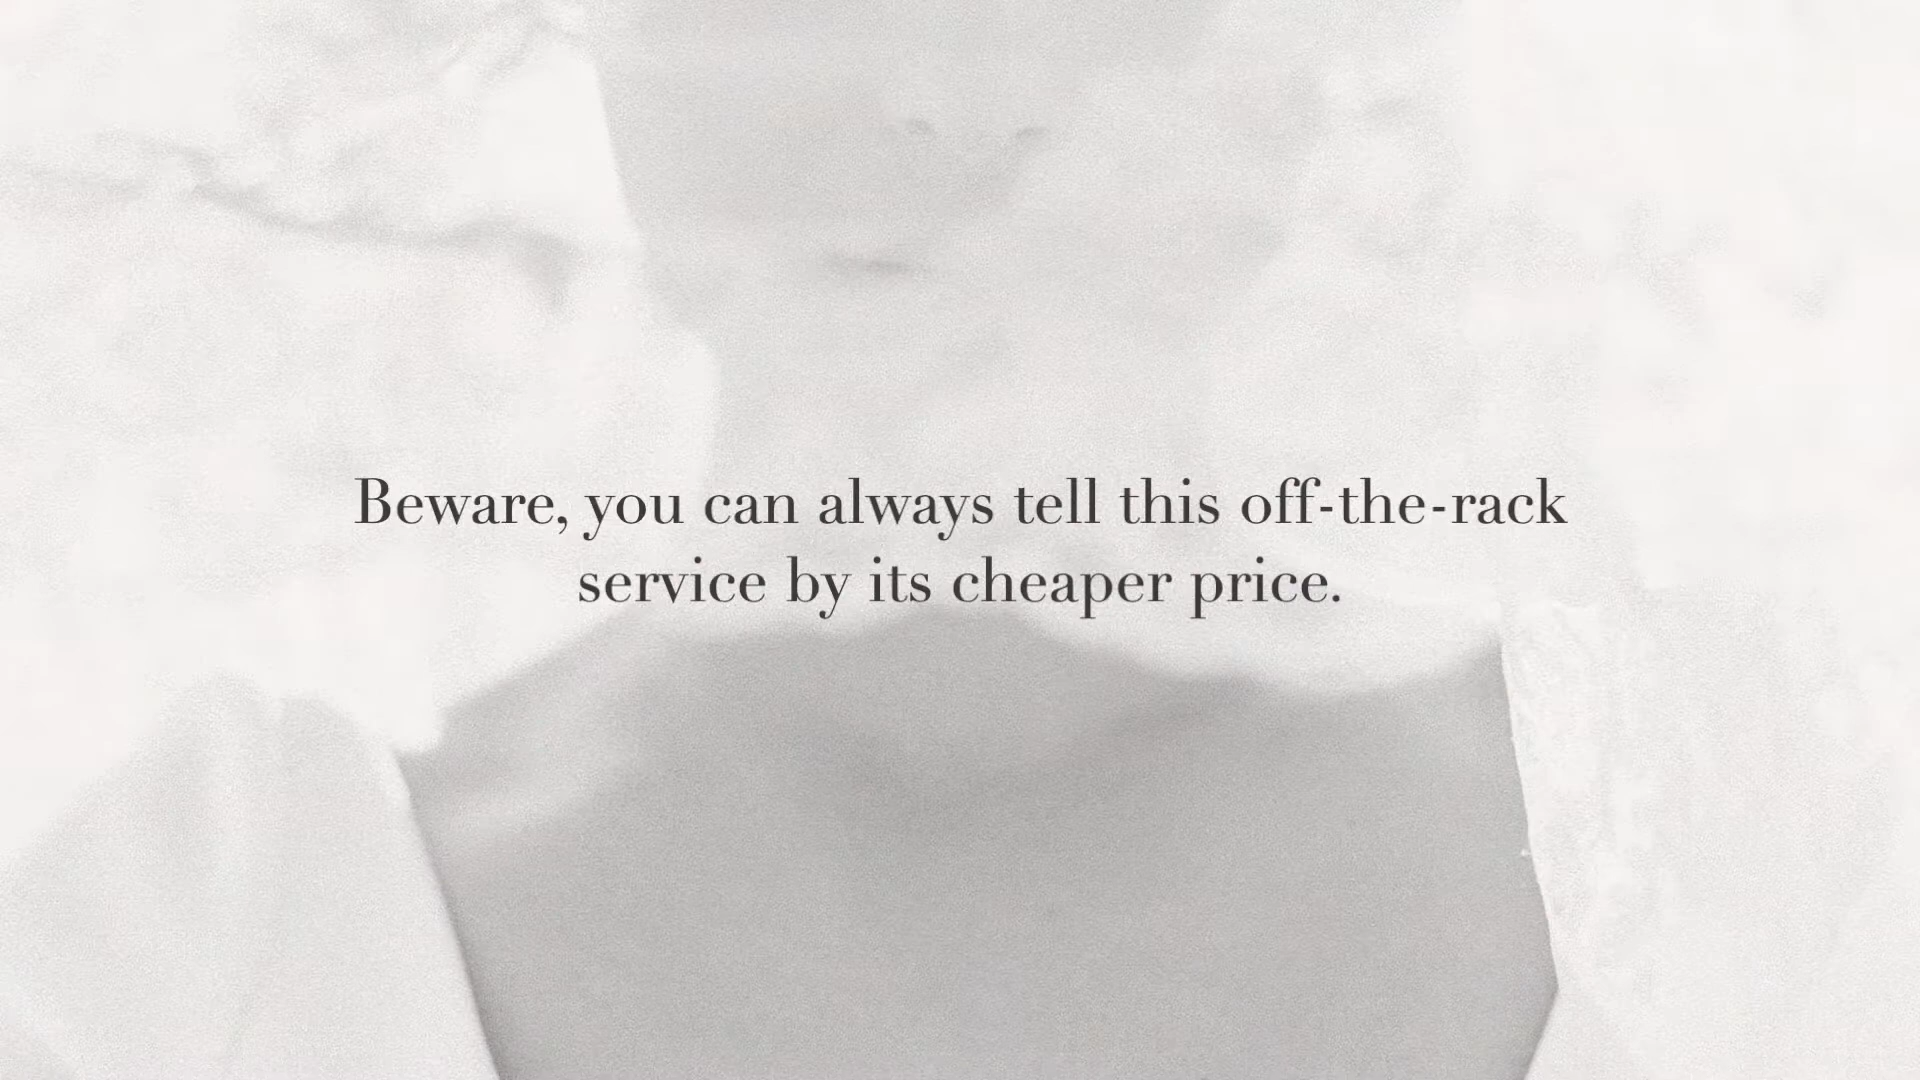 Beware, you can always tell this off-the-rack
service by its cheaper price.